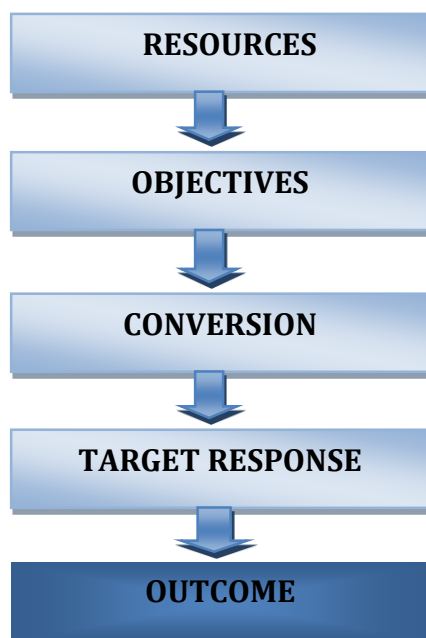 RESOURCES
OBJECTIVES
CONVERSION
TARGET RESPONSE
OUTCOME